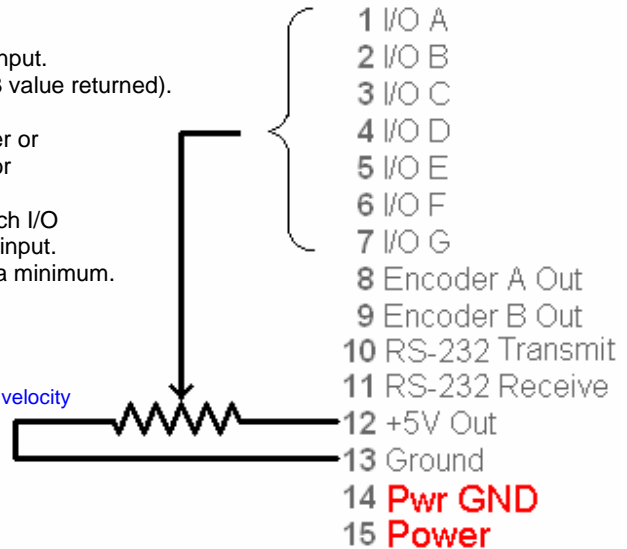 nput.
value returned).
er or
or
ch I/O
input.
a minimum.
velocity
1 I/O A
2 I/O B
3 I/O C
4 I/O D
5 I/O E
6 I/O F
7 I/O G
8 Encoder A Out
9 Encoder B Out
10 RS-232 Transmit
11 RS-232 Receive
12 +5V Out
13 Ground
14 Pwr GND
15 Power